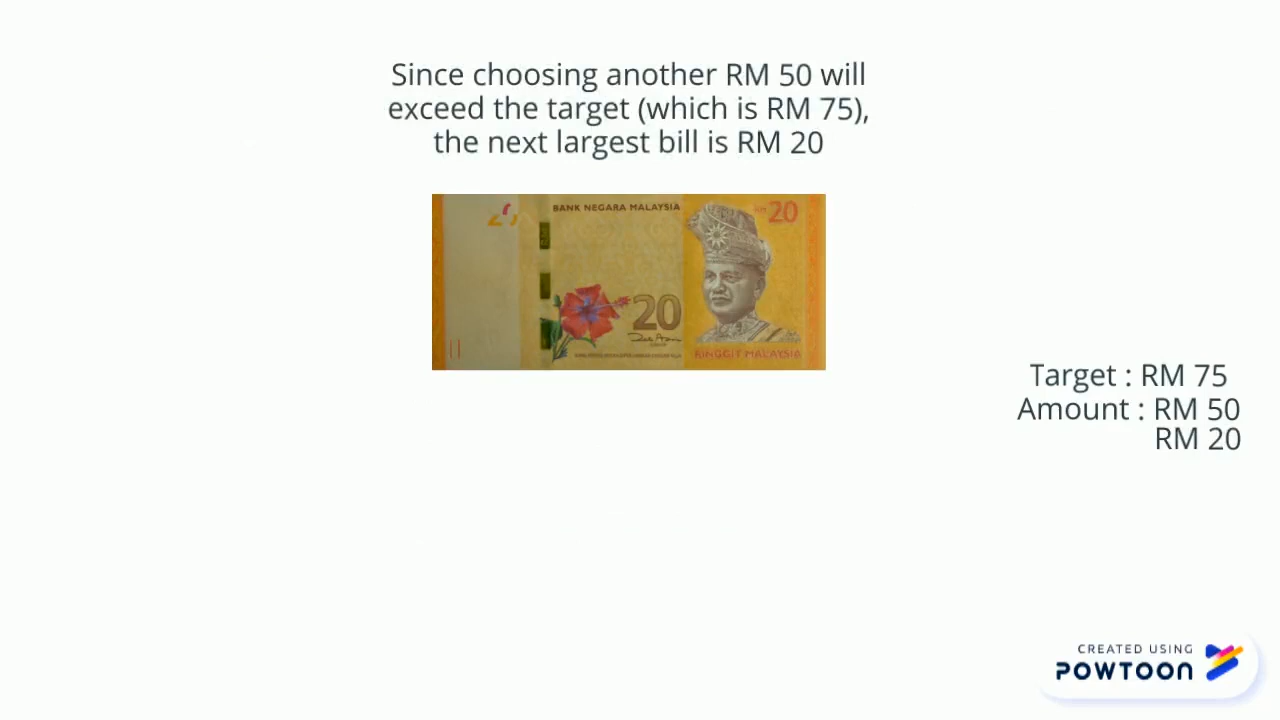 Since choosing another RM 50 will
exceed the target (which is RM 75),
the next largest bill is RM 20
BANK NEGARA MALAYSIA
RM 20
20
RINGGIT MALAYSIA
Target : RM 75
Amount : RM 50
RM 20
CREATED USING
POWTOON